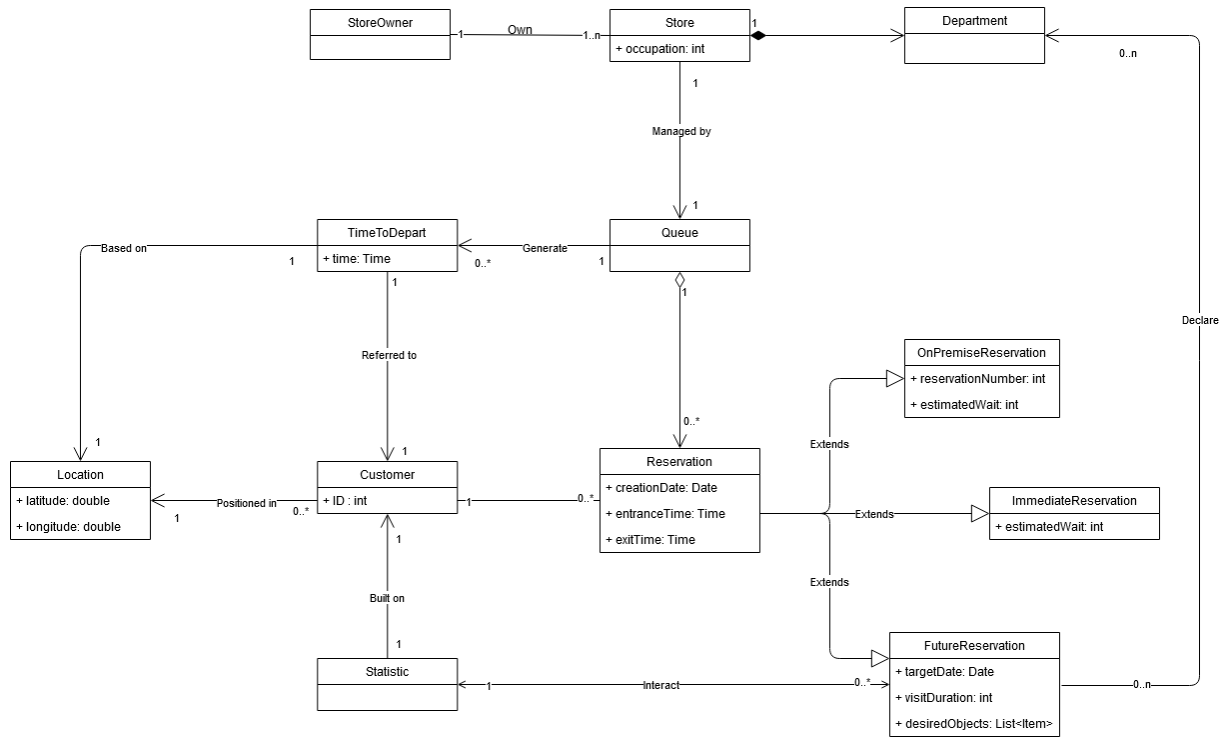 StoreOwner
1
Own
1..n
Store
+ occupation: int
1
Department
0..n
1
Managed by
1
TimeToDepart
+ time: Time
Queue
Based on
1
0..*
Generate
1
1
1
Referred to
Declare
OnPremiseReservation
+ reservationNumber: int
+ estimatedWait: int
0..*
Extends
1
1
Location
+ latitude: double
+ longitude: double
Positioned in
1
0..*
Customer
+ ID : int
1
0..*
Reservation
+ creationDate: Date
+ entranceTime: Time
+ exitTime: Time
Extends
ImmediateReservation
+ estimatedWait: int
1
Built on
1
Extends
Statistic
1
Interact
0..*
FutureReservation
+ targetDate: Date
+ visitDuration: int
+ desiredObjects: List<Item>
0..n